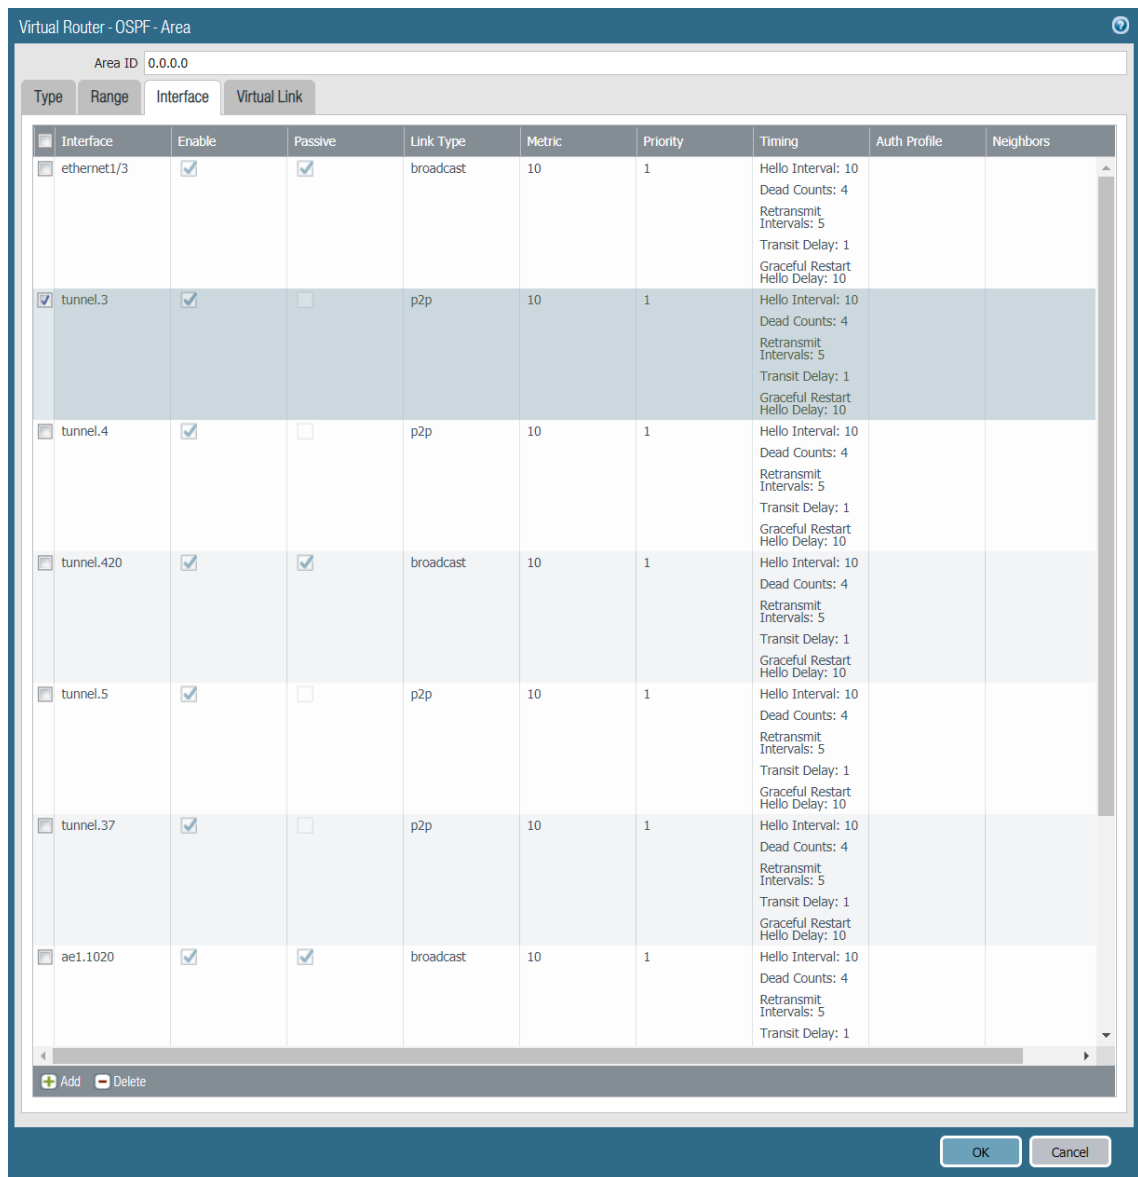 Virtual Router - OSPF - Area
Area ID 0.0.0.0
Type Range Interface Virtual Link
Interface Enable Passive Link Type Metric Priority Timing Auth Profile Neighbors
ethernet1/3 broadcast 10 1 Hello Interval: 10
Dead Counts: 4
Retransmit
Intervals: 5
Transit Delay: 1
Graceful Restart
Hello Delay: 10
tunnel.3 p2p 10 1 Hello Interval: 10
Dead Counts: 4
Retransmit
Intervals: 5
Transit Delay: 1
Graceful Restart
Hello Delay: 10
tunnel.4 p2p 10 1 Hello Interval: 10
Dead Counts: 4
Retransmit
Intervals: 5
Transit Delay: 1
Graceful Restart
Hello Delay: 10
tunnel.420 broadcast 10 1 Hello Interval: 10
Dead Counts: 4
Retransmit
Intervals: 5
Transit Delay: 1
Graceful Restart
Hello Delay: 10
tunnel.5 p2p 10 1 Hello Interval: 10
Dead Counts: 4
Retransmit
Intervals: 5
Transit Delay: 1
Graceful Restart
Hello Delay: 10
tunnel.37 p2p 10 1 Hello Interval: 10
Dead Counts: 4
Retransmit
Intervals: 5
Transit Delay: 1
Graceful Restart
Hello Delay: 10
ae1.1020 broadcast 10 1 Hello Interval: 10
Dead Counts: 4
Retransmit
Intervals: 5
Transit Delay: 1
Add Delete
OK Cancel